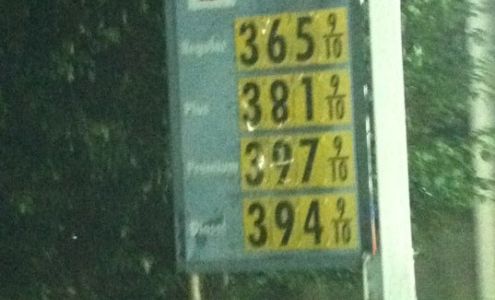 Regular 365 9/10
Plus 381 9/10
Premium 397 9/10
Diesel 394 9/10